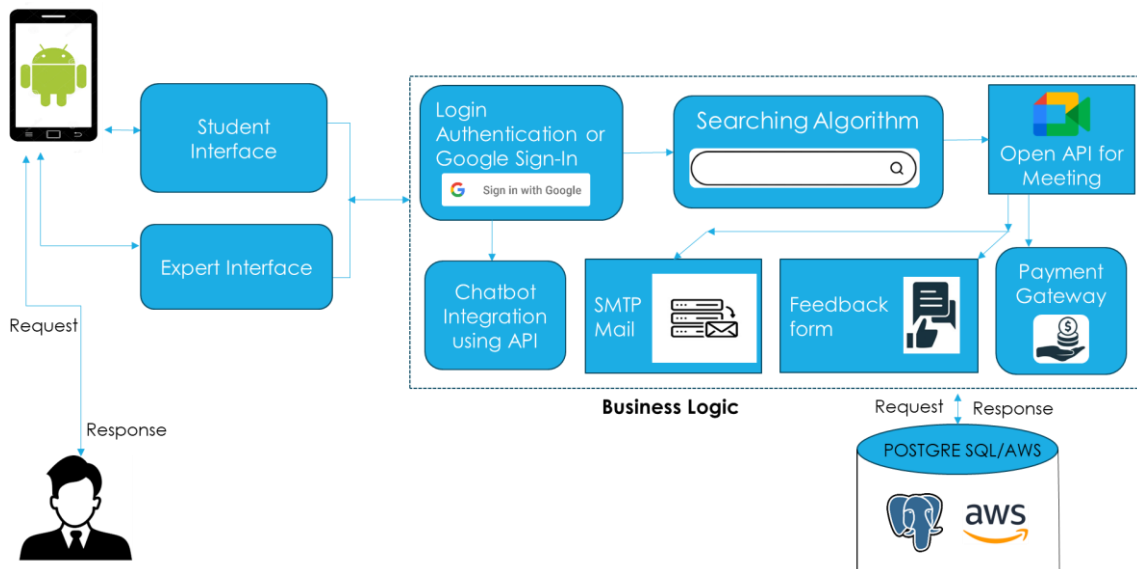 Student
Interface
Expert Interface
Request
Response
Login
Authentication or
Google Sign-In
G Sign in with Google
Searching Algorithm
Open API for
Meeting
Chatbot
Integration
using API
SMTP
Mail
Feedback
form
Payment
Gateway
$
Business Logic
Request
Response
POSTGRE SQL/AWS
aws